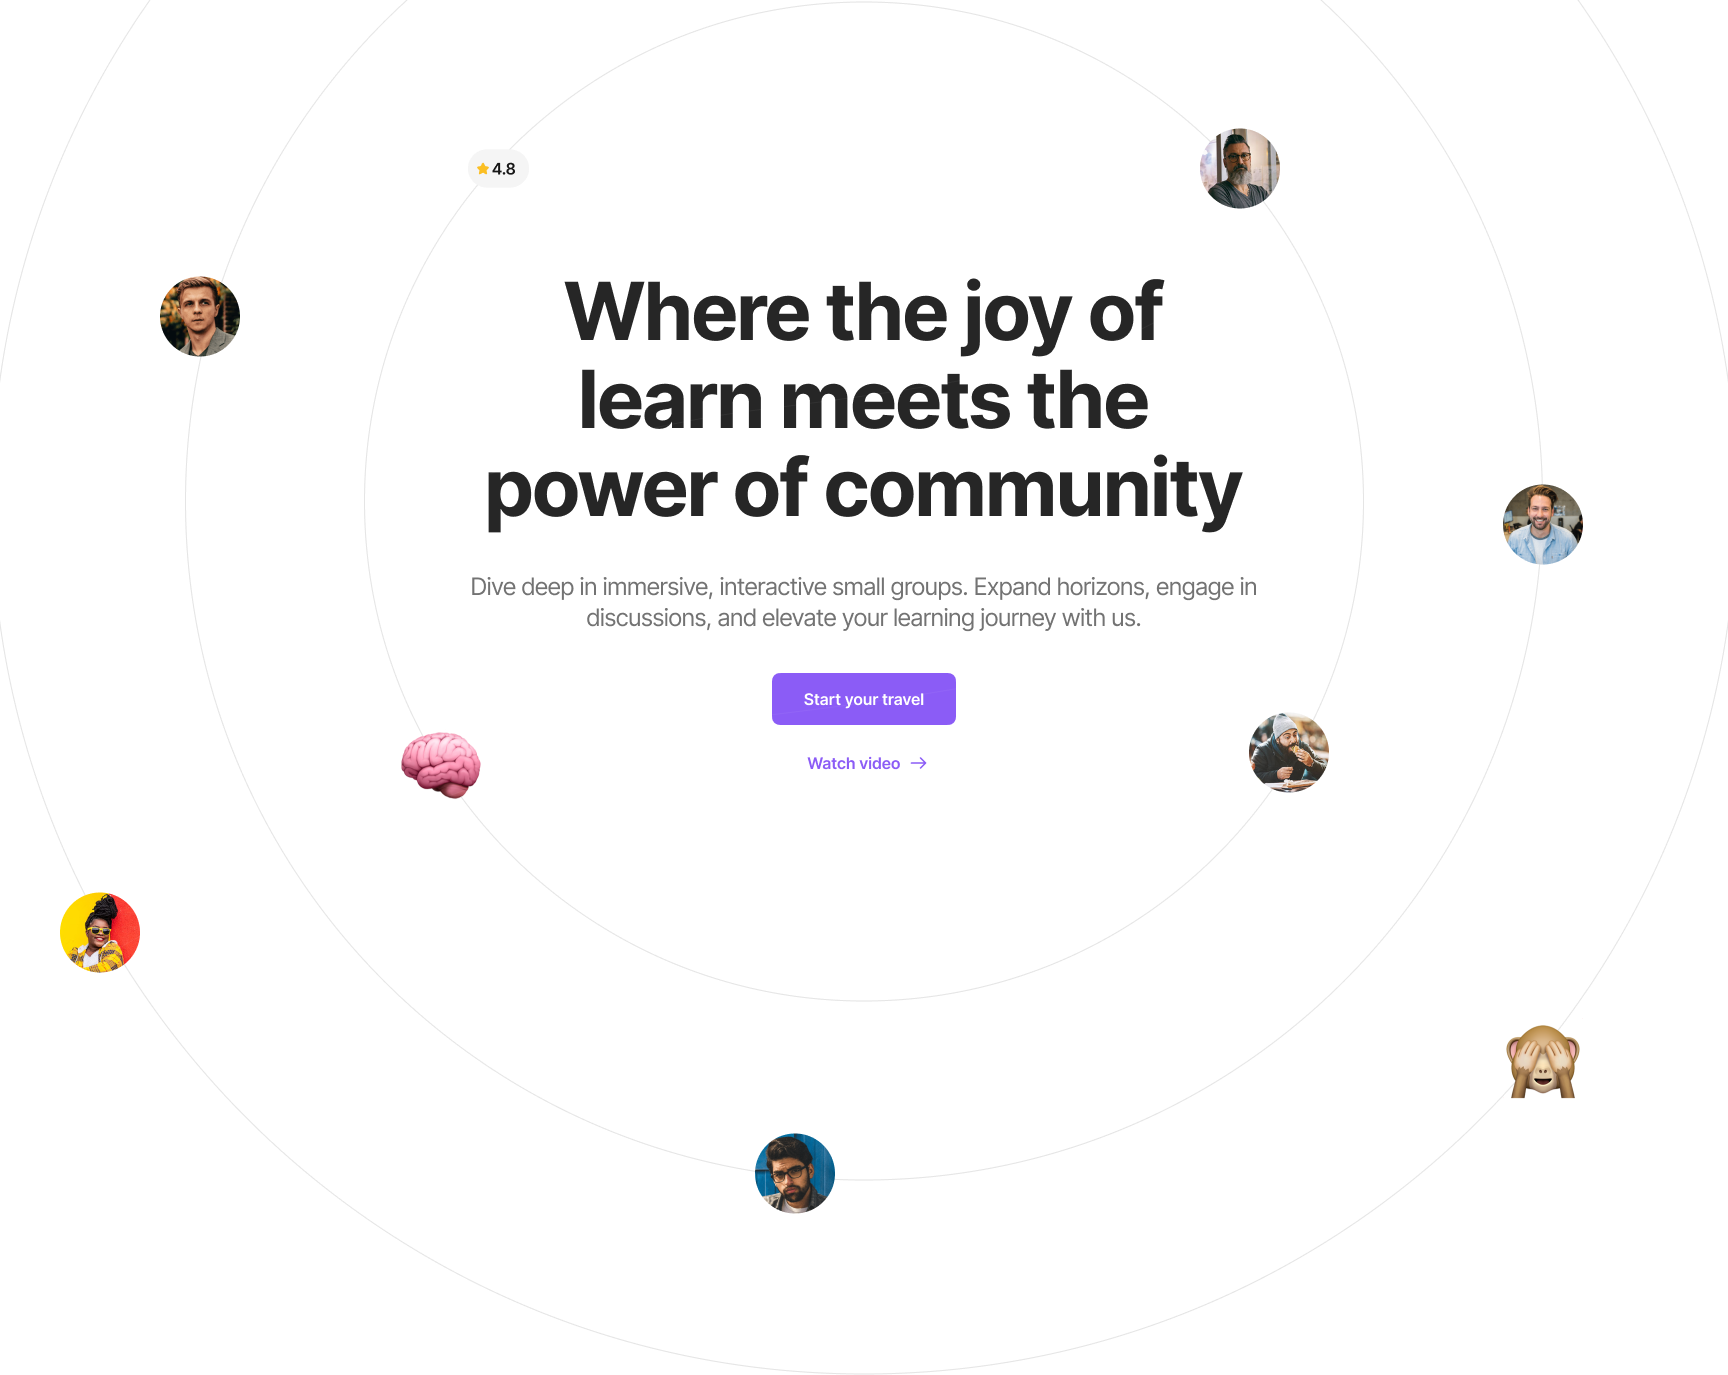 4.8
Where the joy of
learn meets the
power of community
Dive deep in immersive, interactive small groups. Expand horizons, engage in
discussions, and elevate your learning journey with us.
Start your travel
Watch video →